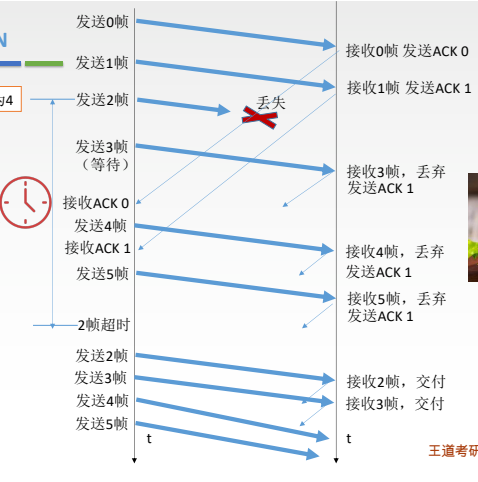 N
为4
发送0帧
接收0帧 发送ACK 0
发送1帧
接收1帧 发送ACK 1
发送2帧
丢失
发送3帧
（等待）
接收3帧，丢弃
发送ACK 1
接收ACK 0
发送4帧
接收ACK 1
接收4帧，丢弃
发送ACK 1
发送5帧
接收5帧，丢弃
发送ACK 1
2帧超时
发送2帧
发送3帧
接收2帧，交付
发送4帧
接收3帧，交付
发送5帧
t
t
王道考研